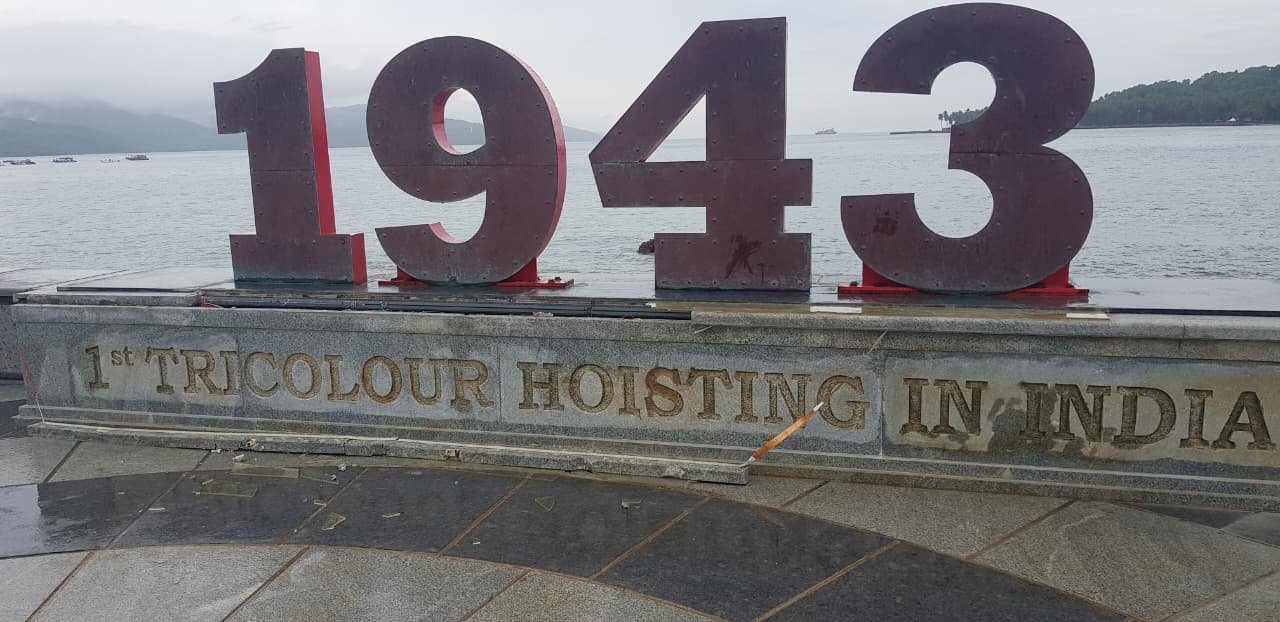 1943
1st TRICOLOUR HOISTING IN INDIA